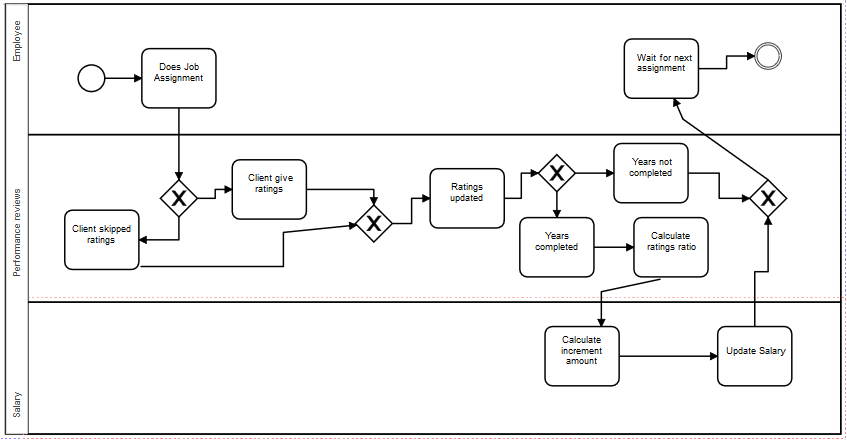 Employee
Does Job
Assignment
Wait for next
assignment
Performance reviews
Client give
ratings
Client skipped
ratings
Ratings
updated
Years not
completed
Years
completed
Calculate
ratings ratio
Salary
Calculate
increment
amount
Update Salary